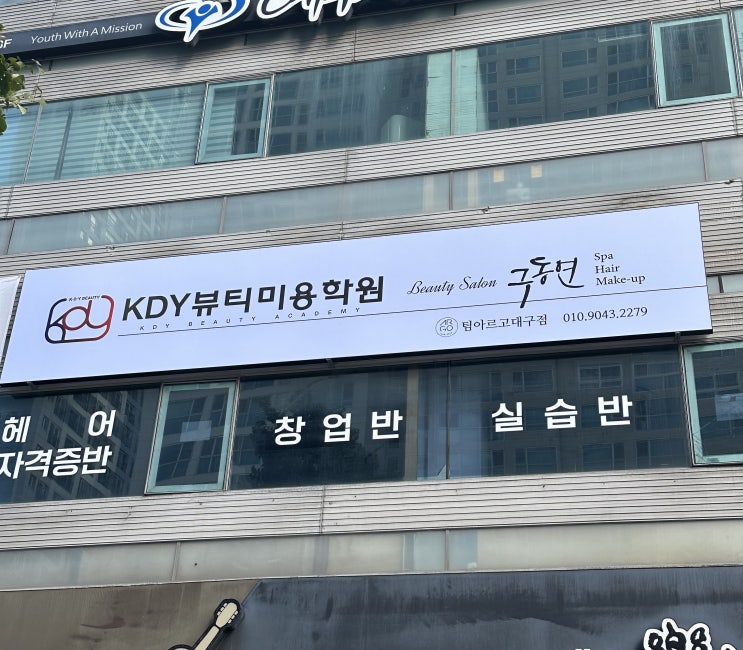 Youth With A Mission
K·D·Y BEAUTY
kdy
KDY뷰티미용학원
KDY BEAUTY ACADEMY
Beauty Salon 구동연
Spa
Hair
Make-up
팀아르고대구점 010.9043.2279
헤어
자격증반
창업반
실습반